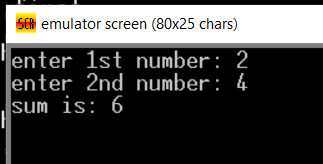 emulator screen (80x25 chars)
enter 1st number: 2
enter 2nd number: 4
sum is: 6